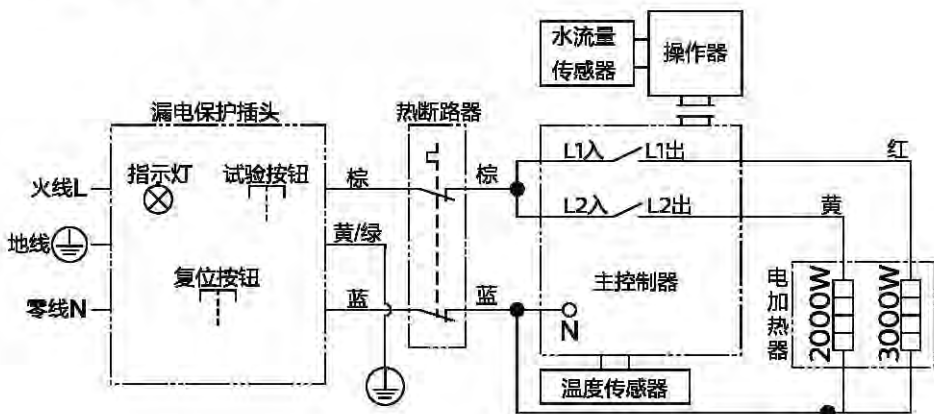 水流量
传感器
操作器
漏电保护插头
热断路器
指示灯
试验按钮
火线L
棕
棕
L1入
L1出
红
L2入
L2出
黄
地线
黄/绿
复位按钮
主控制器
零线N
蓝
蓝
N
电加热器
2000W
3000W
温度传感器